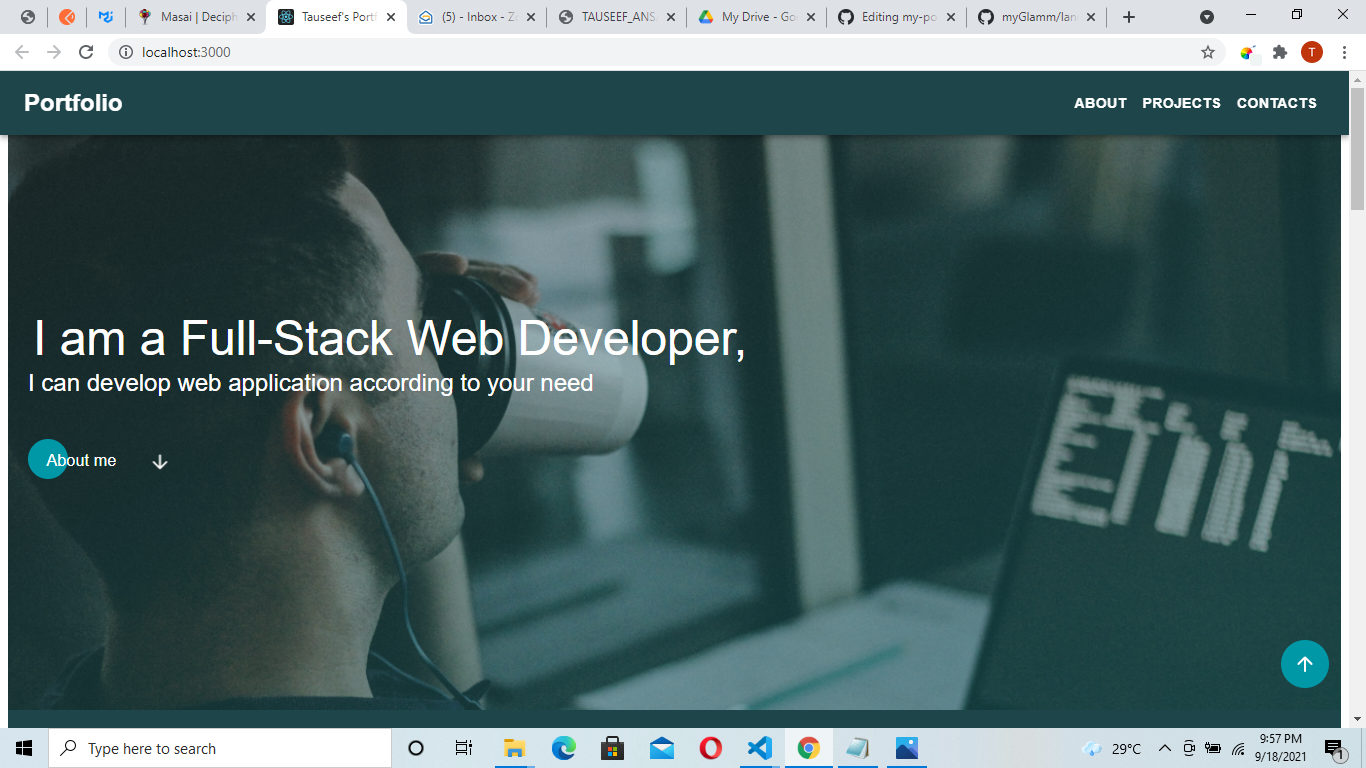 Masai | Deciph
Tauseef's Portf
(5) - Inbox - Z
TAUSEEF_ANS
My Drive - Go
Editing my-po
myGlamm/lan
localhost:3000
T
Portfolio
ABOUT PROJECTS CONTACTS
I am a Full-Stack Web Developer,
I can develop web application according to your need
About me
Type here to search
29°C
9:57 PM
9/18/2021
1